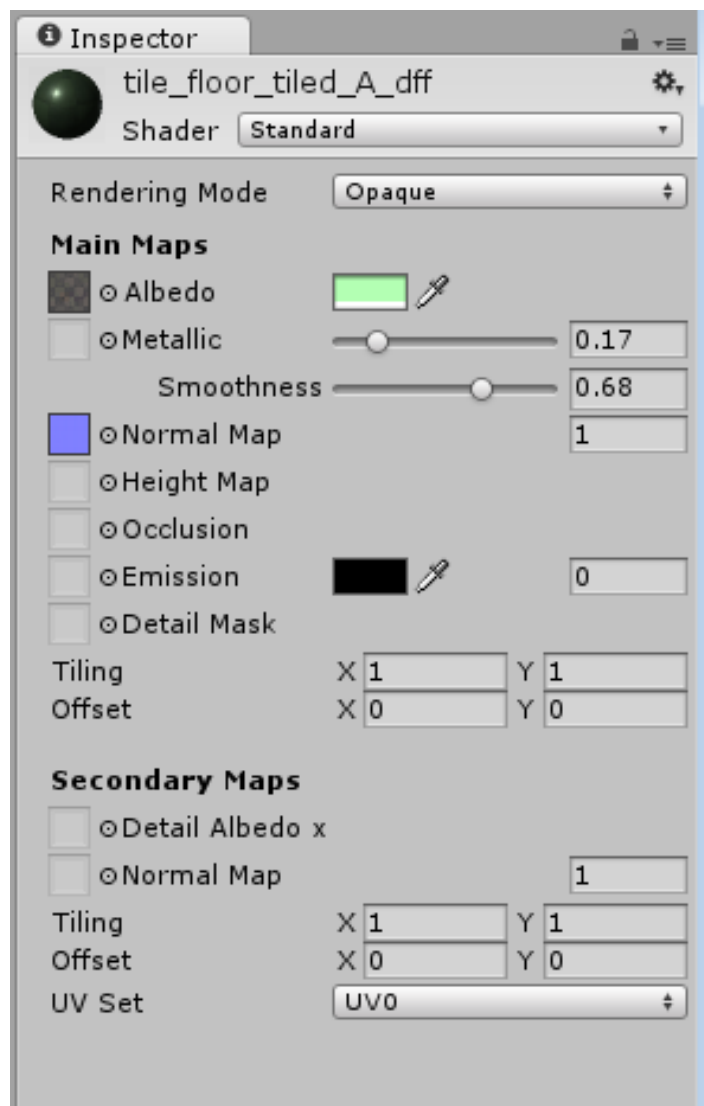 Inspector
tile_floor_tiled_A_dff
Shader Standard
Rendering Mode Opaque
Main Maps
Albedo
Metallic 0.17
Smoothness 0.68
Normal Map 1
Height Map
Occlusion
Emission 0
Detail Mask
Tiling X 1 Y 1
Offset X 0 Y 0
Secondary Maps
Detail Albedo x
Normal Map 1
Tiling X 1 Y 1
Offset X 0 Y 0
UV Set UV0